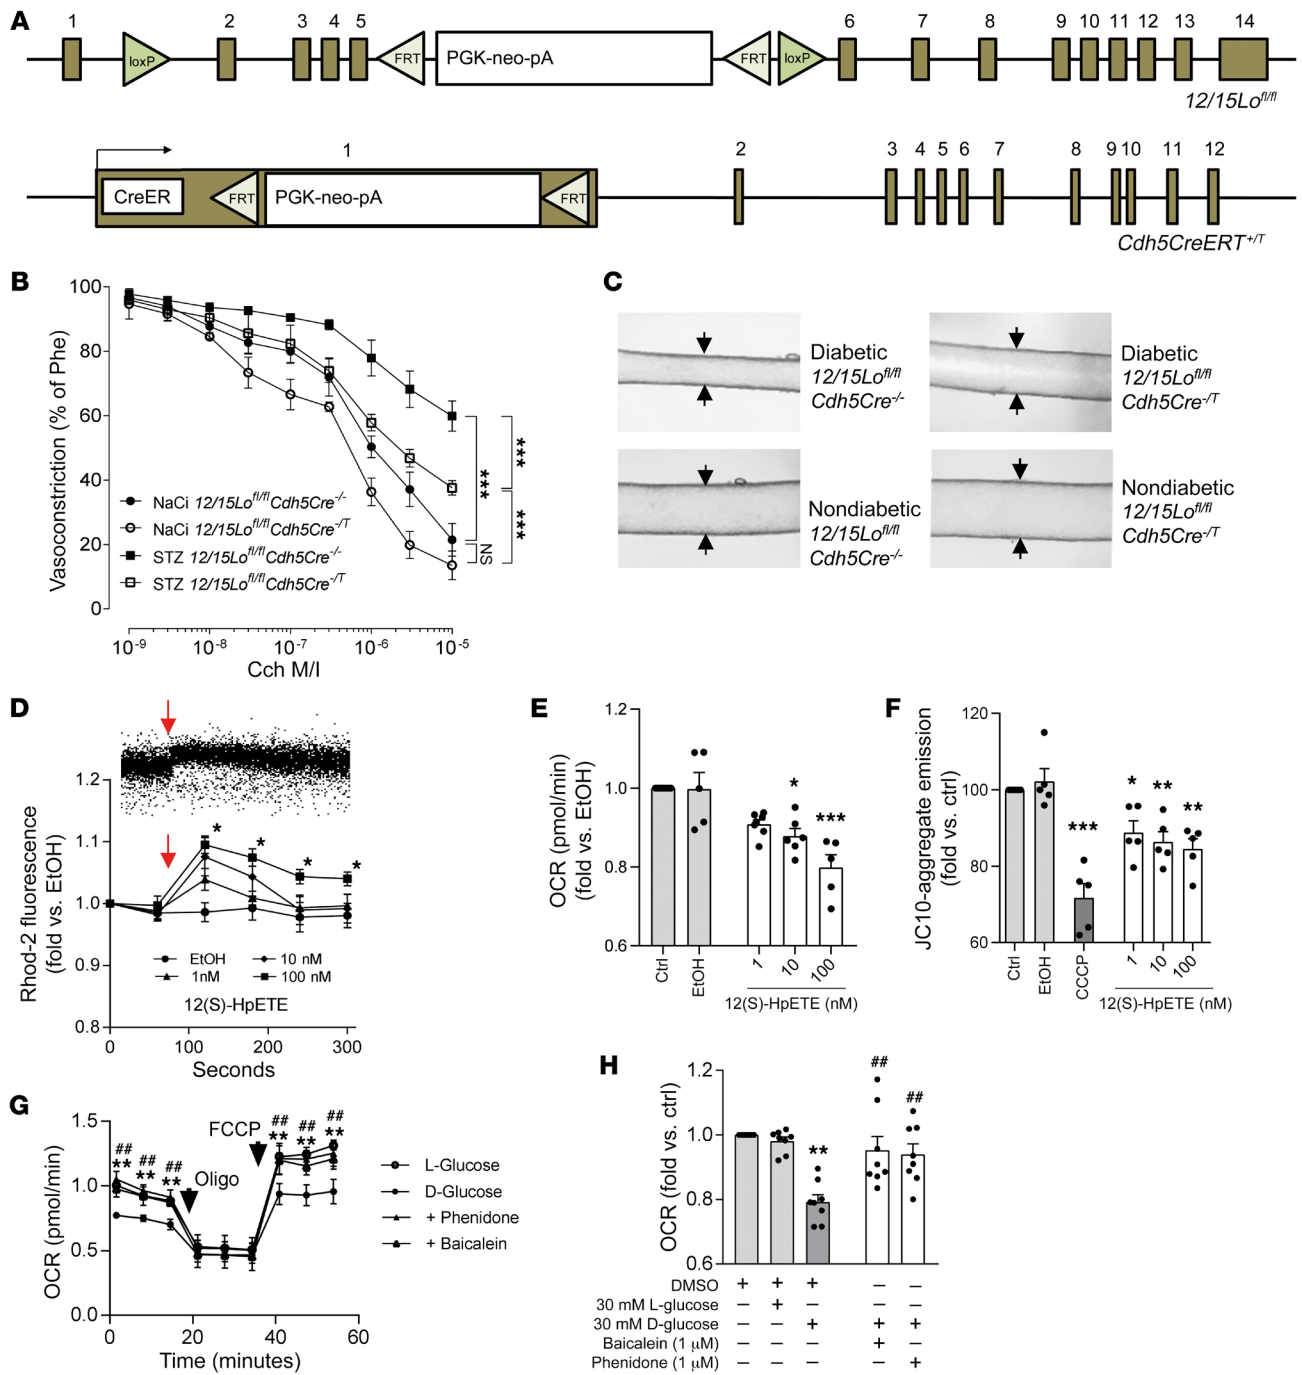 A
1 2 3 4 5 6 7 8 9 10 11 12 13 14
loxP FRT PGK-neo-pA FRT loxP
12/15Lofl/fl
1 2 3 4 5 6 7 8 9 10 11 12
CreER FRT PGK-neo-pA FRT
Cdh5CreERT+/T
B
Vasoconstriction (% of Phe)
100
80
60
40
20
0
NaCi 12/15Lofl/fl Cdh5Cre-/-
NaCi 12/15Lofl/fl Cdh5Cre-/T
STZ 12/15Lofl/fl Cdh5Cre-/-
STZ 12/15Lofl/fl Cdh5Cre-/T
***
***
***
NS
10-9 10-8 10-7 10-6 10-5
Cch M/l
C
Diabetic
12/15Lofl/fl
Cdh5Cre-/-
Diabetic
12/15Lofl/fl
Cdh5Cre-/T
Nondiabetic
12/15Lofl/fl
Cdh5Cre-/-
Nondiabetic
12/15Lofl/fl
Cdh5Cre-/T
D
Rhod-2 fluorescence
(fold vs. EtOH)
1.2
1.1
1.0
0.9
0.8
* * * *
EtOH 10 nM
1nM 100 nM
12(S)-HpETE
0 100 200 300
Seconds
E
OCR (pmol/min)
(fold vs. EtOH)
1.2
1.0
0.8
0.6
* ***
Ctrl EtOH 1 10 100
12(S)-HpETE (nM)
F
JC10-aggregate emission
(fold vs. ctrl)
120
100
80
60
*** * ** **
Ctrl EtOH CCCP 1 10 100
12(S)-HpETE (nM)
G
OCR (pmol/min)
1.5
1.0
0.5
0.0
## ## ## ## ## ##
** ** ** ** ** **
Oligo
FCCP
L-Glucose
D-Glucose
+ Phenidone
+ Baicalein
0 20 40 60
Time (minutes)
H
OCR (fold vs. ctrl)
1.2
1.0
0.8
0.6
** ## ##
DMSO + + + − −
30 mM L-glucose − + − − −
30 mM D-glucose − − + + +
Baicalein (1 μM) − − − + −
Phenidone (1 μM) − − − − +